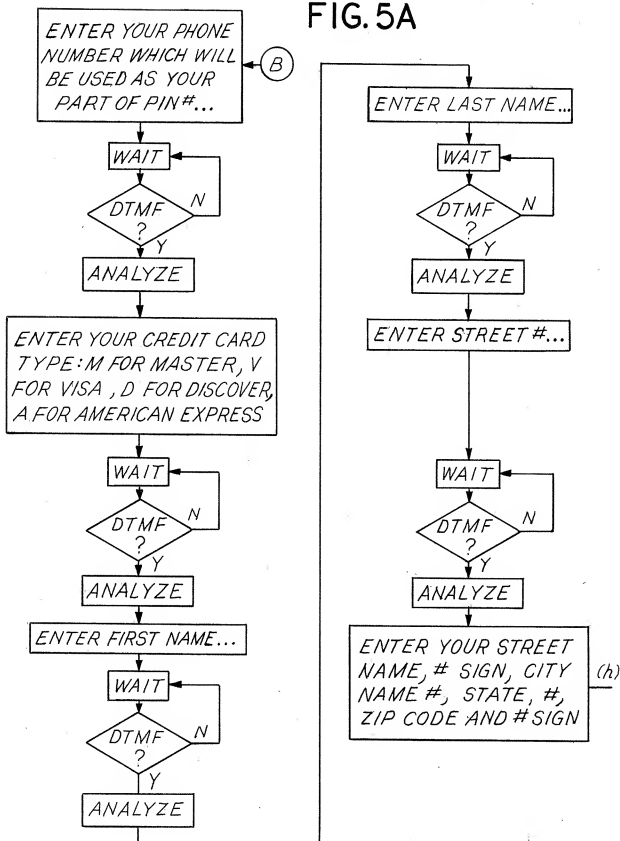 FIG. 5A
ENTER YOUR PHONE
NUMBER WHICH WILL
BE USED AS YOUR
PART OF PIN#...
B
WAIT
DTMF
?
N
Y
ANALYZE
ENTER YOUR CREDIT CARD
TYPE: M FOR MASTER, V
FOR VISA, D FOR DISCOVER,
A FOR AMERICAN EXPRESS
WAIT
DTMF
?
N
Y
ANALYZE
ENTER FIRST NAME...
WAIT
DTMF
?
N
Y
ANALYZE
ENTER LAST NAME...
WAIT
DTMF
?
N
Y
ANALYZE
ENTER STREET #...
WAIT
DTMF
?
N
Y
ANALYZE
ENTER YOUR STREET
NAME, # SIGN, CITY
NAME #, STATE, #,
ZIP CODE AND # SIGN
(h)